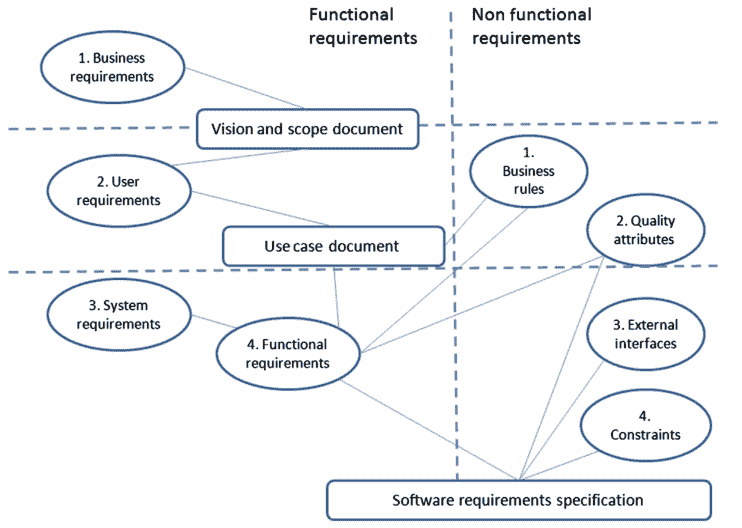 Functional
requirements
Non functional
requirements
1. Business
requirements
Vision and scope document
2. User
requirements
1.
Business
rules
2. Quality
attributes
Use case document
3. System
requirements
4. Functional
requirements
3. External
interfaces
4.
Constraints
Software requirements specification